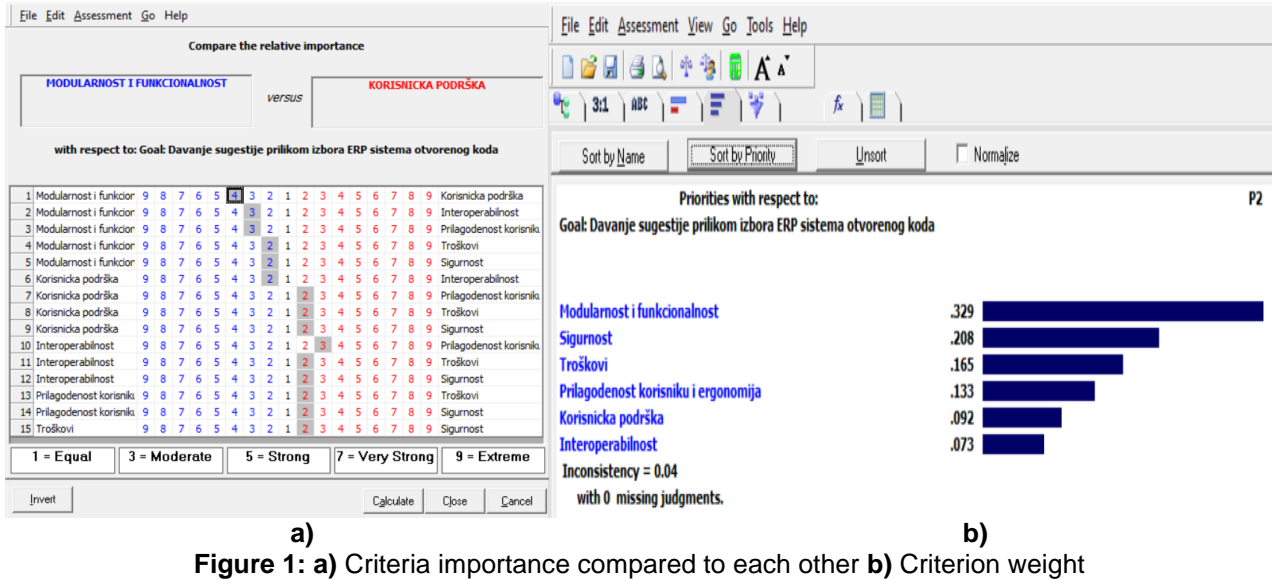 File Edit Assessment Go Help
Compare the relative importance
MODULARNOST I FUNKCIONALNOST
versus
KORISNICKA PODRŠKA
with respect to: Goal: Davanje sugestije prilikom izbora ERP sistema otvorenog koda
1 Modularnost i funkcior 9 8 7 6 5 4 3 2 1 2 3 4 5 6 7 8 9 Korisnicka podrška
2 Modularnost i funkcior 9 8 7 6 5 4 3 2 1 2 3 4 5 6 7 8 9 Interoperabilnost
3 Modularnost i funkcior 9 8 7 6 5 4 3 2 1 2 3 4 5 6 7 8 9 Prilagodenost korisniku
4 Modularnost i funkcior 9 8 7 6 5 4 3 2 1 2 3 4 5 6 7 8 9 Troškovi
5 Modularnost i funkcior 9 8 7 6 5 4 3 2 1 2 3 4 5 6 7 8 9 Sigurnost
6 Korisnicka podrška 9 8 7 6 5 4 3 2 1 2 3 4 5 6 7 8 9 Interoperabilnost
7 Korisnicka podrška 9 8 7 6 5 4 3 2 1 2 3 4 5 6 7 8 9 Prilagodenost korisniku
8 Korisnicka podrška 9 8 7 6 5 4 3 2 1 2 3 4 5 6 7 8 9 Troškovi
9 Korisnicka podrška 9 8 7 6 5 4 3 2 1 2 3 4 5 6 7 8 9 Sigurnost
10 Interoperabilnost 9 8 7 6 5 4 3 2 1 2 3 4 5 6 7 8 9 Prilagodenost korisniku
11 Interoperabilnost 9 8 7 6 5 4 3 2 1 2 3 4 5 6 7 8 9 Troškovi
12 Interoperabilnost 9 8 7 6 5 4 3 2 1 2 3 4 5 6 7 8 9 Sigurnost
13 Prilagodenost korisniku 9 8 7 6 5 4 3 2 1 2 3 4 5 6 7 8 9 Troškovi
14 Prilagodenost korisniku 9 8 7 6 5 4 3 2 1 2 3 4 5 6 7 8 9 Sigurnost
15 Troškovi 9 8 7 6 5 4 3 2 1 2 3 4 5 6 7 8 9 Sigurnost
1 = Equal 3 = Moderate 5 = Strong 7 = Very Strong 9 = Extreme
Invert Calculate Close Cancel
a)
File Edit Assessment View Go Tools Help
A A
3:1 ABC fx
Sort by Name Sort by Priority Unsort Normalize
Priorities with respect to: P2
Goal: Davanje sugestije prilikom izbora ERP sistema otvorenog koda
Modularnost i funkcionalnost .329
Sigurnost .208
Troškovi .165
Prilagodenost korisniku i ergonomija .133
Korisnicka podrška .092
Interoperabilnost .073
Inconsistency = 0.04
with 0 missing judgments.
b)
Figure 1: a) Criteria importance compared to each other b) Criterion weight